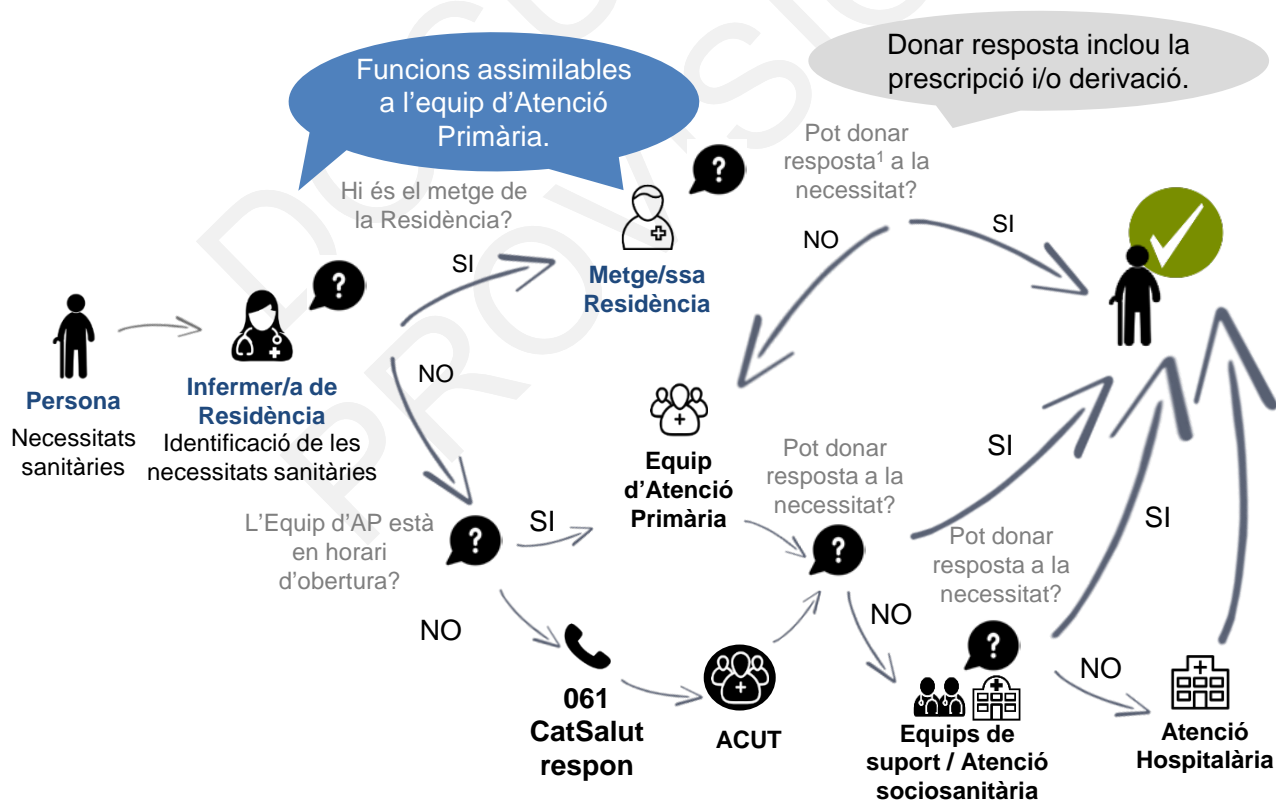 Funcions assimilables
a l’equip d’Atenció
Primària.
Donar resposta inclou la
prescripció i/o derivació.
Hi és el metge de
la Residència?
Pot donar
resposta¹ a la
necessitat?
SI
NO
SI
Metge/ssa
Residència
Persona
Necessitats
sanitàries
Infermer/a de
Residència
Identificació de les
necessitats sanitàries
NO
L’Equip d’AP està
en horari
d’obertura?
SI
NO
Equip
d’Atenció
Primària
Pot donar
resposta a la
necessitat?
SI
NO
061
CatSalut
respon
ACUT
Pot donar
resposta a la
necessitat?
SI
NO
Equips de
suport / Atenció
sociosanitària
Atenció
Hospitalària